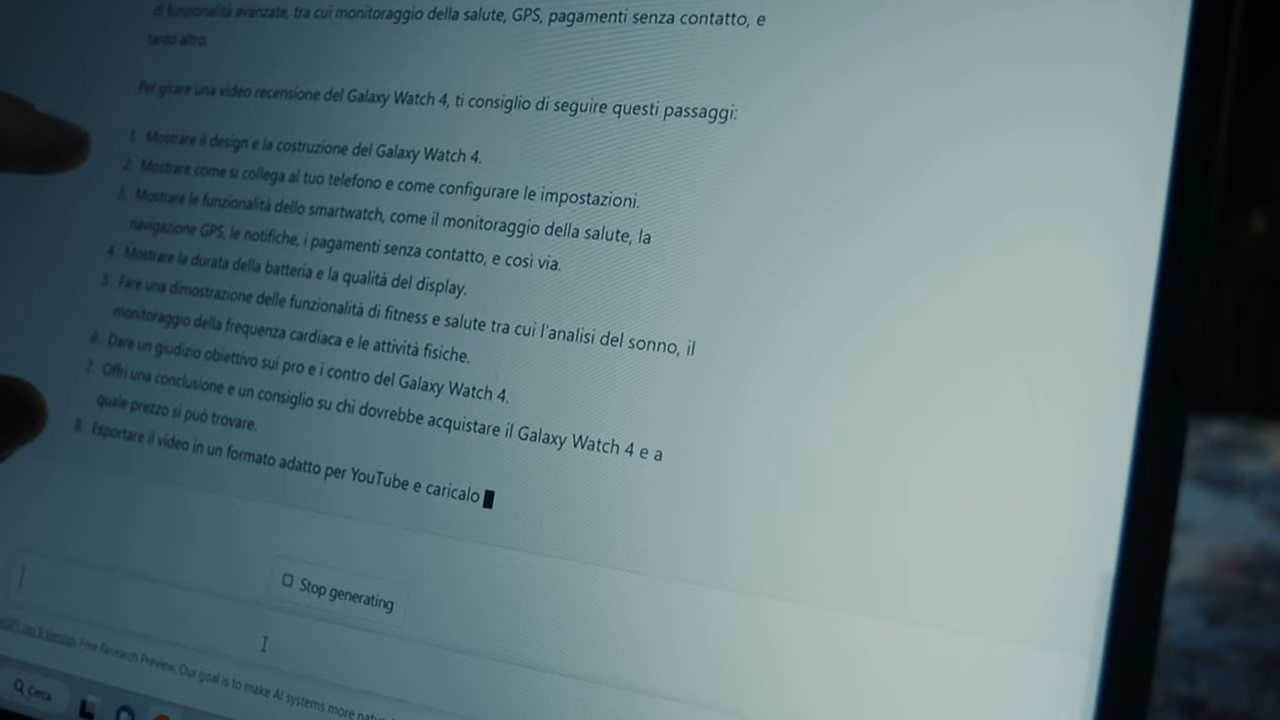 di funzionalità avanzate, tra cui monitoraggio della salute, GPS, pagamenti senza contatto, e
tanto altro.
Per girare una video recensione del Galaxy Watch 4, ti consiglio di seguire questi passaggi:
1. Mostrare il design e la costruzione del Galaxy Watch 4.
2. Mostrare come si collega al tuo telefono e come configurare le impostazioni.
3. Mostrare le funzionalità dello smartwatch, come il monitoraggio della salute, la
navigazione GPS, le notifiche, i pagamenti senza contatto, e così via.
4. Mostrare la durata della batteria e la qualità del display.
5. Fare una dimostrazione delle funzionalità di fitness e salute tra cui l'analisi del sonno, il
monitoraggio della frequenza cardiaca e le attività fisiche.
6. Dare un giudizio obiettivo sui pro e i contro del Galaxy Watch 4.
7. Offri una conclusione e un consiglio su chi dovrebbe acquistare il Galaxy Watch 4 e a
quale prezzo si può trovare.
8. Esportare il video in un formato adatto per YouTube e caricalo
Stop generating
Free Research Preview. Our goal is to make AI systems more
Cerca